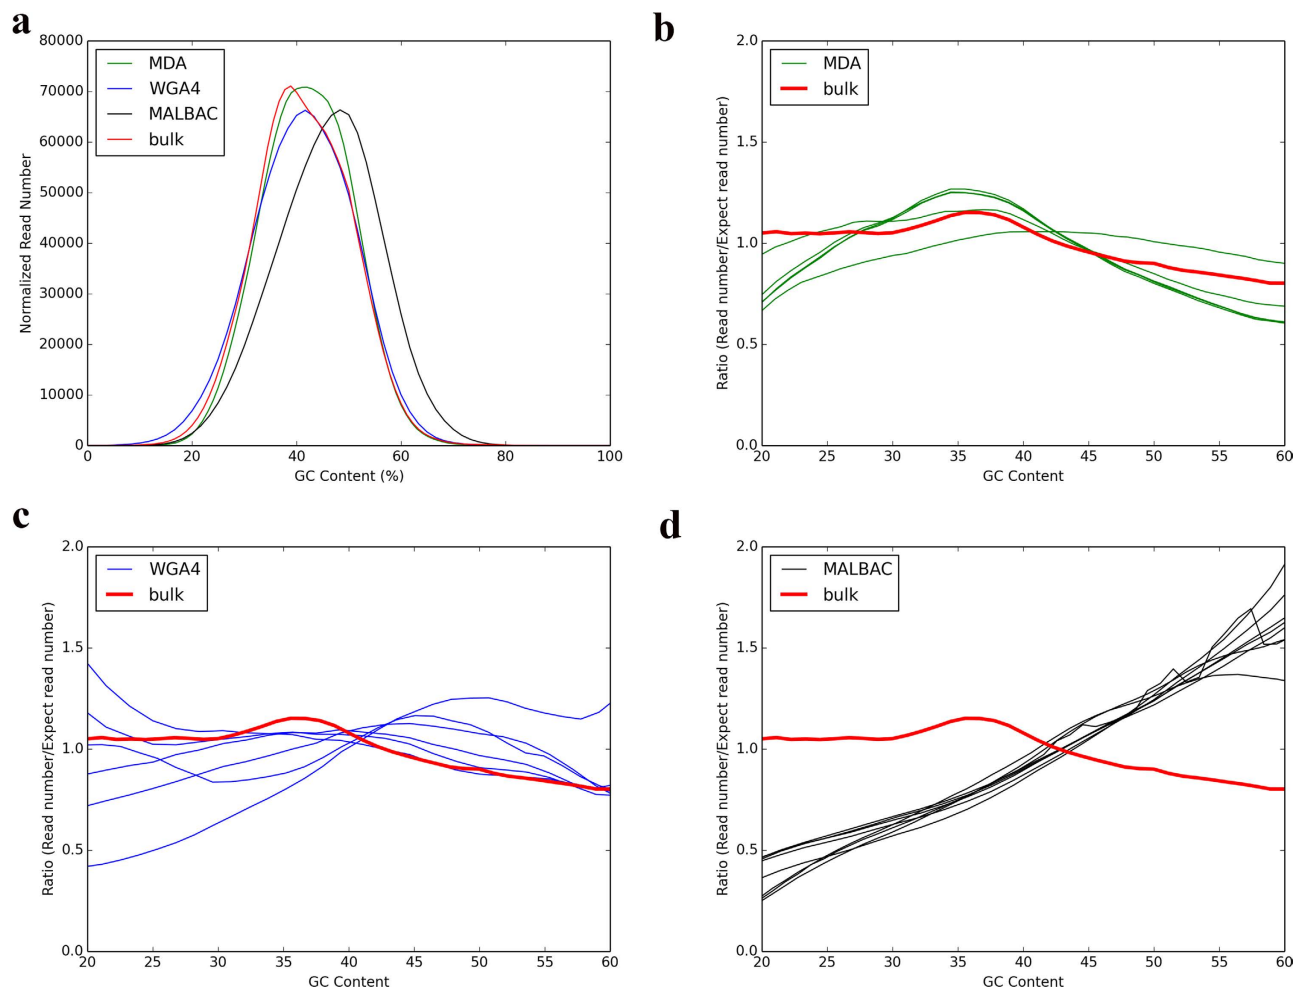 a
80000
70000
60000
50000
40000
30000
20000
10000
0
Normalized Read Number
MDA
WGA4
MALBAC
bulk
0 20 40 60 80 100
GC Content (%)
b
2.0
1.5
1.0
0.5
0.0
Ratio (Read number/Expect read number)
MDA
bulk
20 25 30 35 40 45 50 55 60
GC Content
c
2.0
1.5
1.0
0.5
0.0
Ratio (Read number/Expect read number)
WGA4
bulk
20 25 30 35 40 45 50 55 60
GC Content
d
2.0
1.5
1.0
0.5
0.0
Ratio (Read number/Expect read number)
MALBAC
bulk
20 25 30 35 40 45 50 55 60
GC Content